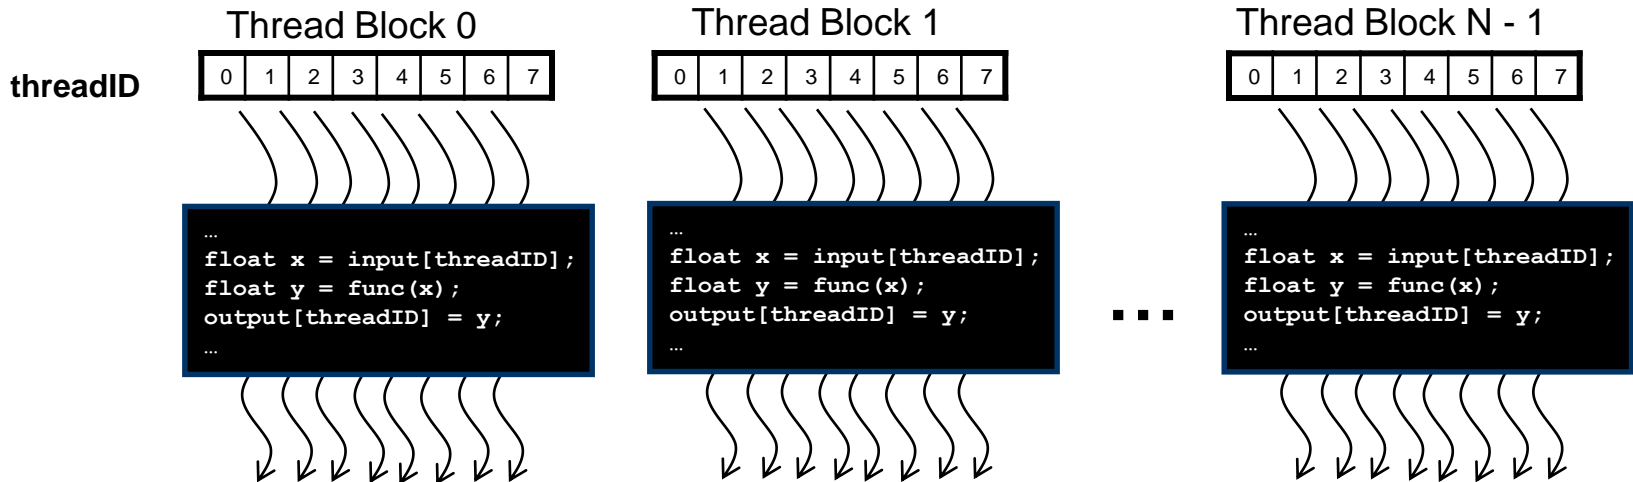 Thread Block 0
Thread Block 1
Thread Block N - 1
threadID
0 1 2 3 4 5 6 7
0 1 2 3 4 5 6 7
0 1 2 3 4 5 6 7
…
float x = input[threadID];
float y = func(x);
output[threadID] = y;
…
…
float x = input[threadID];
float y = func(x);
output[threadID] = y;
…
...
…
float x = input[threadID];
float y = func(x);
output[threadID] = y;
…